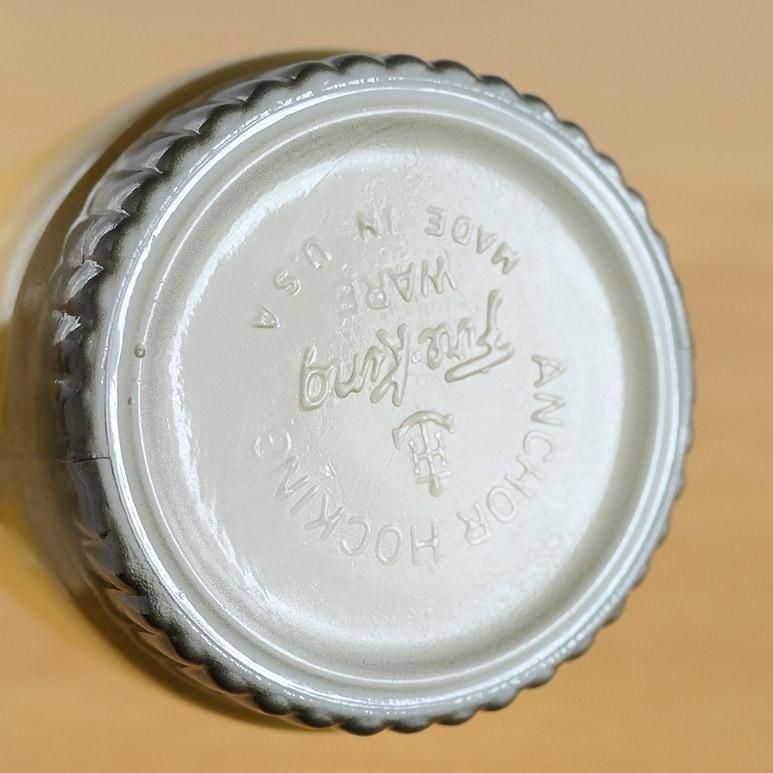 ANCHOR HOCKING
Fire-King
WARE
MADE IN U.S.A